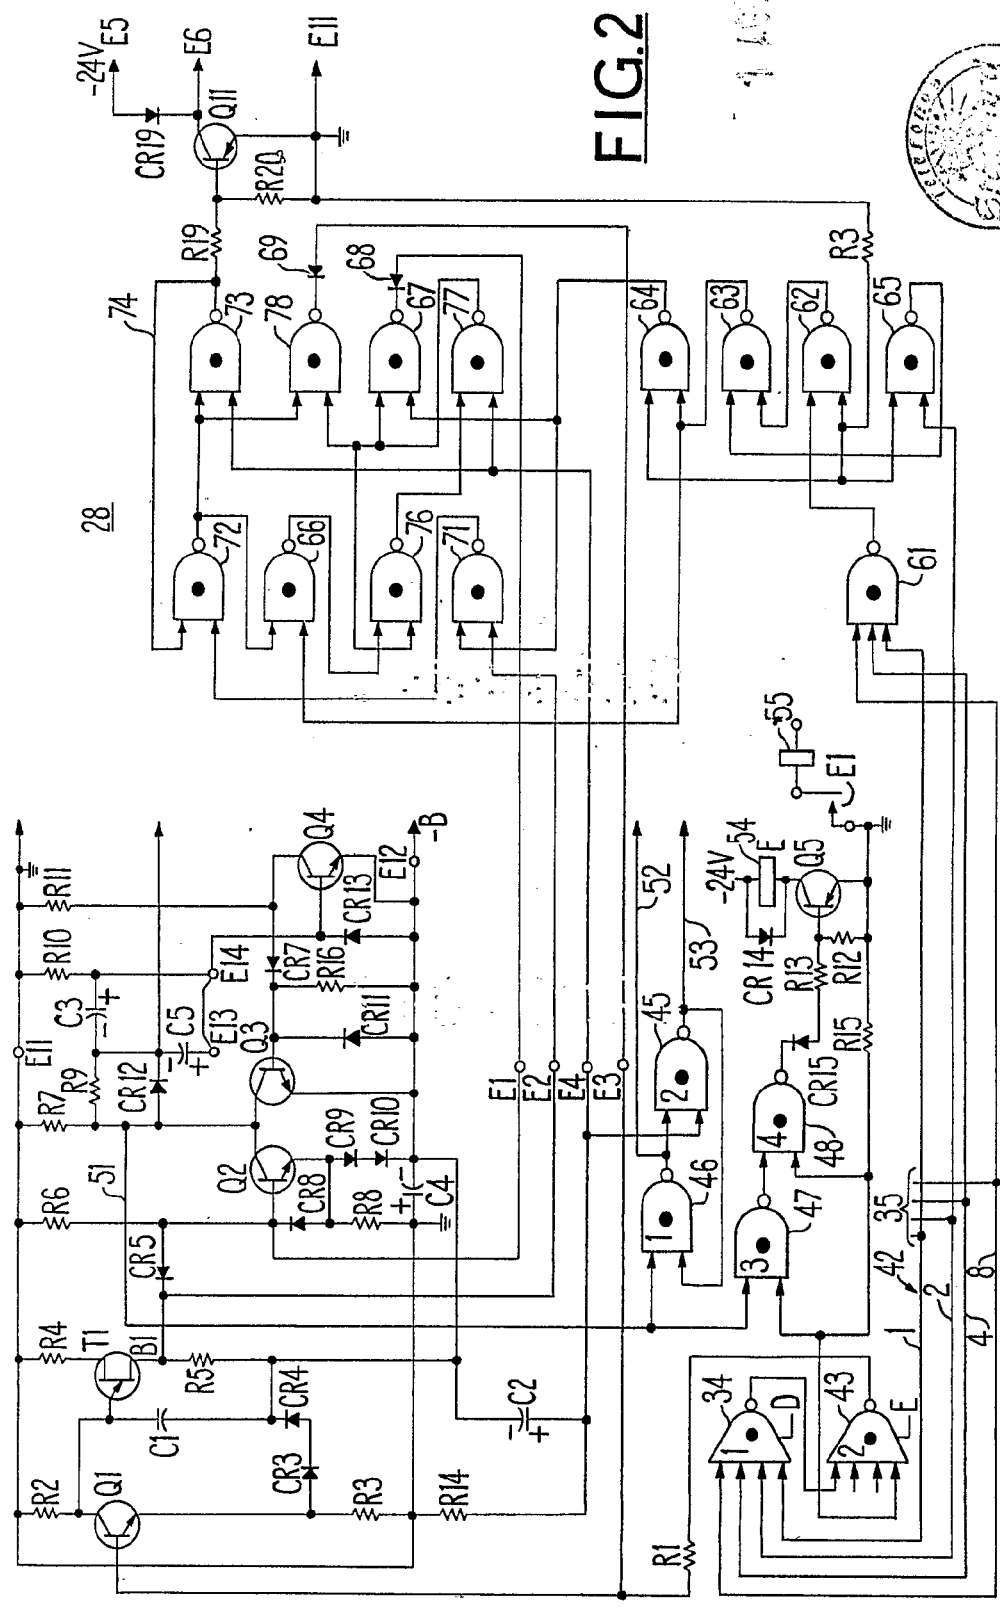 FIG.2
28
-24V
E5
E6
E11
CR19
Q11
R20
R19
74
69
68
73
78
67
77
72
66
76
71
64
63
62
65
R3
61
E11
R11
R10
C3
- +
E14
C5
- +
E13
R9
CR12
R7
51
R6
CR5
R4
T1
B1
R5
C1
CR4
CR3
R2
Q1
R3
R14
C2
- +
Q4
CR13
E12
-B
CR7
R16
CR11
Q3
Q2
CR9
CR10
CR8
R8
C4
+ -
E1
E2
E4
E3
52
53
45
2
46
1
-24V
54
E
Q5
CR14
R13
R12
R15
CR15
48
4
47
3
55
E1
35
42
1
2
4
8
34
1
D
43
2
E
R1
Telefonos